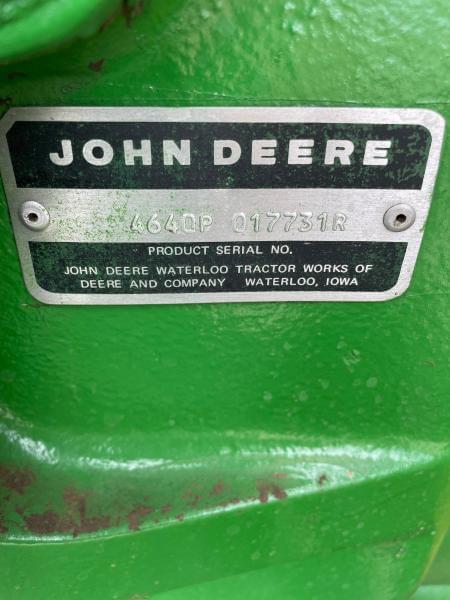 JOHN DEERE
4640P 017731R
PRODUCT SERIAL NO.
JOHN DEERE WATERLOO TRACTOR WORKS OF
DEERE AND COMPANY WATERLOO, IOWA